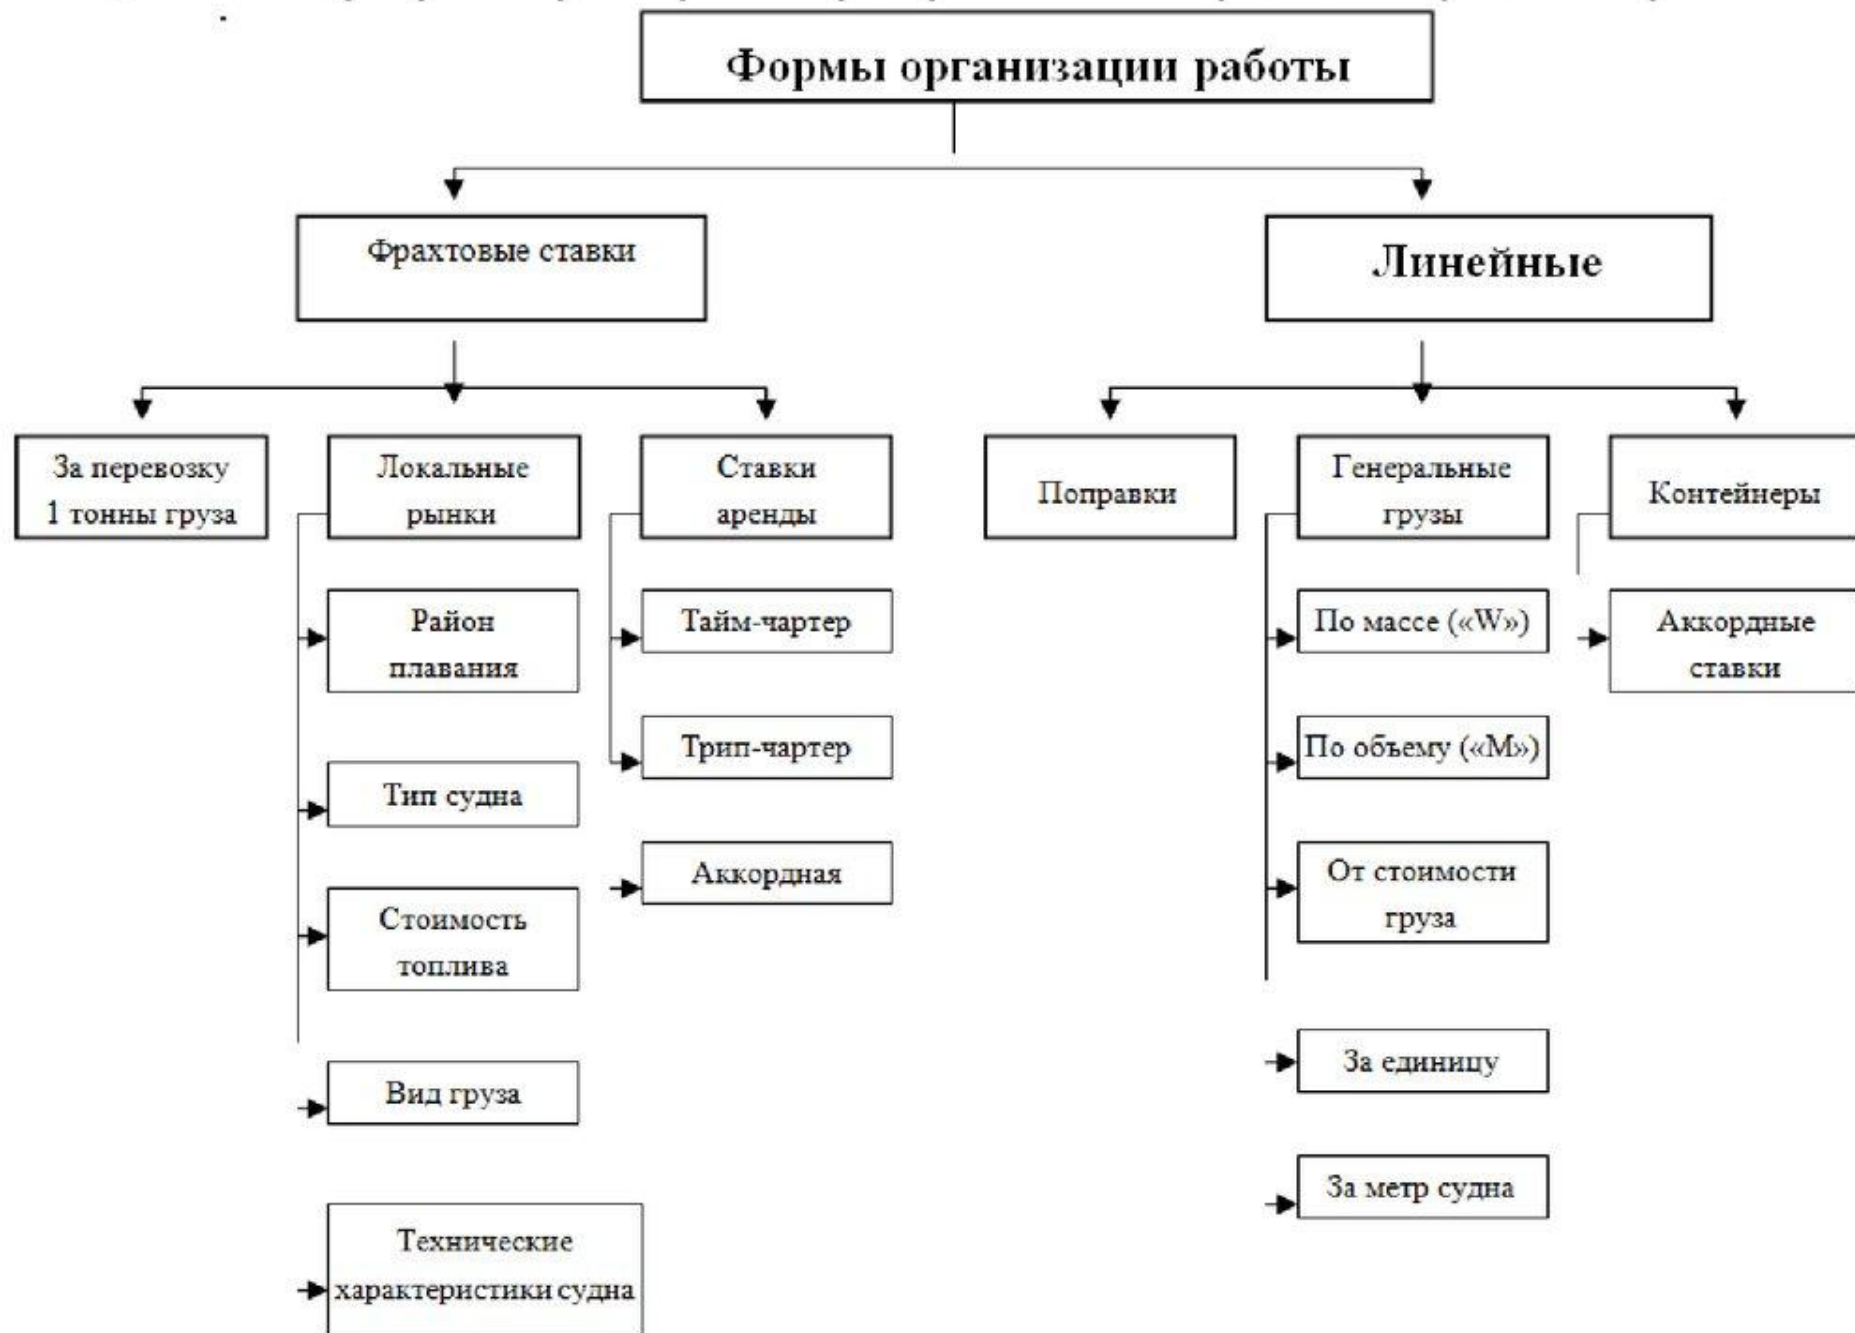 Формы организации работы
Фрахтовые ставки
Линейные
За перевозку
1 тонны груза
Локальные
рынки
Ставки
аренды
Поправки
Генеральные
грузы
Контейнеры
Район
плавания
Тайм-чартер
По массе («W»)
Аккордные
ставки
Трип-чартер
По объему («М»)
Тип судна
Аккордная
От стоимости
груза
Стоимость
топлива
За единицу
Вид груза
За метр судна
Технические
характеристики судна